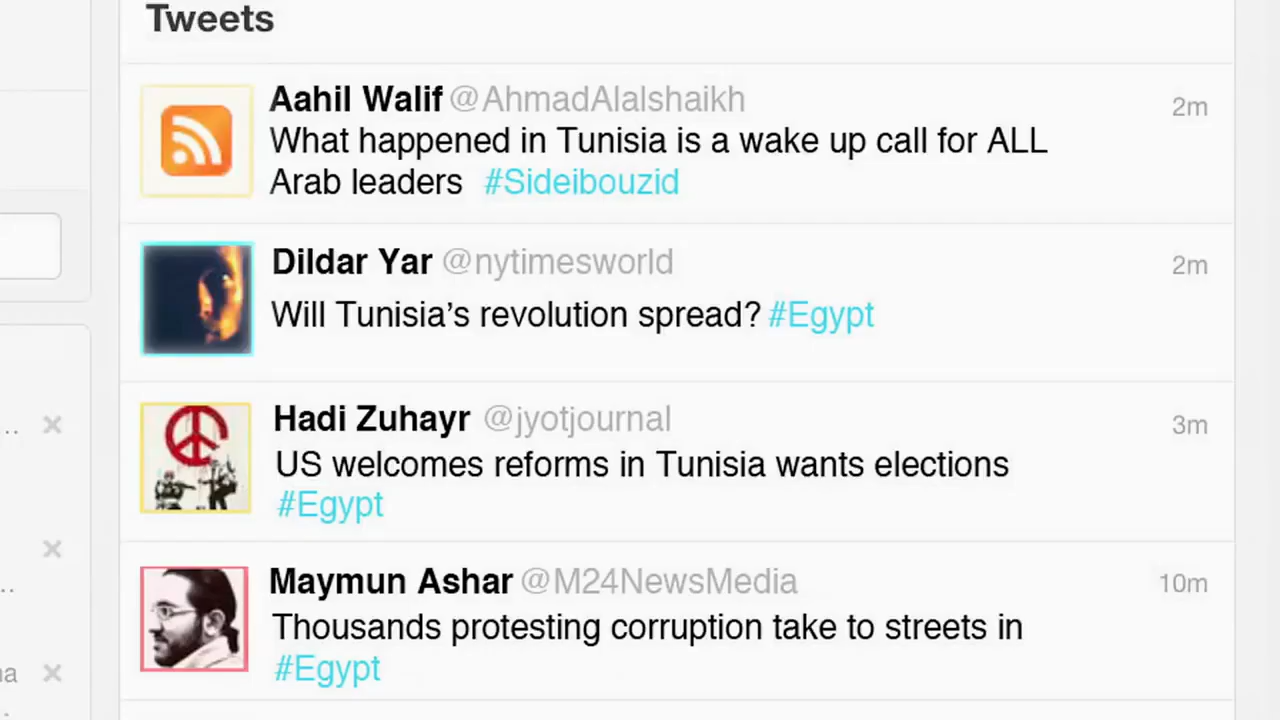 Tweets
Aahil Walif @AhmadAlalshaikh 2m
What happened in Tunisia is a wake up call for ALL
Arab leaders #Sideibouzid
Dildar Yar @nytimesworld 2m
Will Tunisia’s revolution spread? #Egypt
Hadi Zuhayr @jyotjournal 3m
US welcomes reforms in Tunisia wants elections
#Egypt
Maymun Ashar @M24NewsMedia 10m
Thousands protesting corruption take to streets in
#Egypt